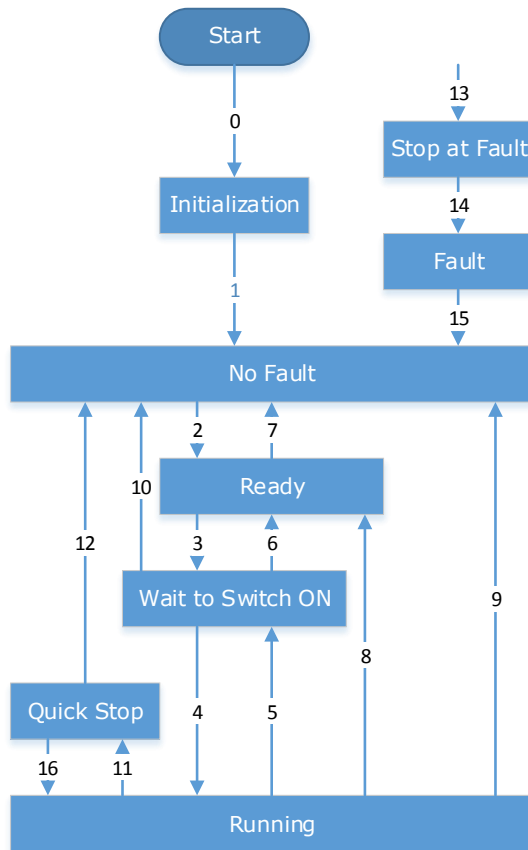 Start
0
13
Stop at Fault
Initialization
14
Fault
1
15
No Fault
2
7
10
Ready
12
3
6
9
Wait to Switch ON
8
Quick Stop
4
5
16
11
Running